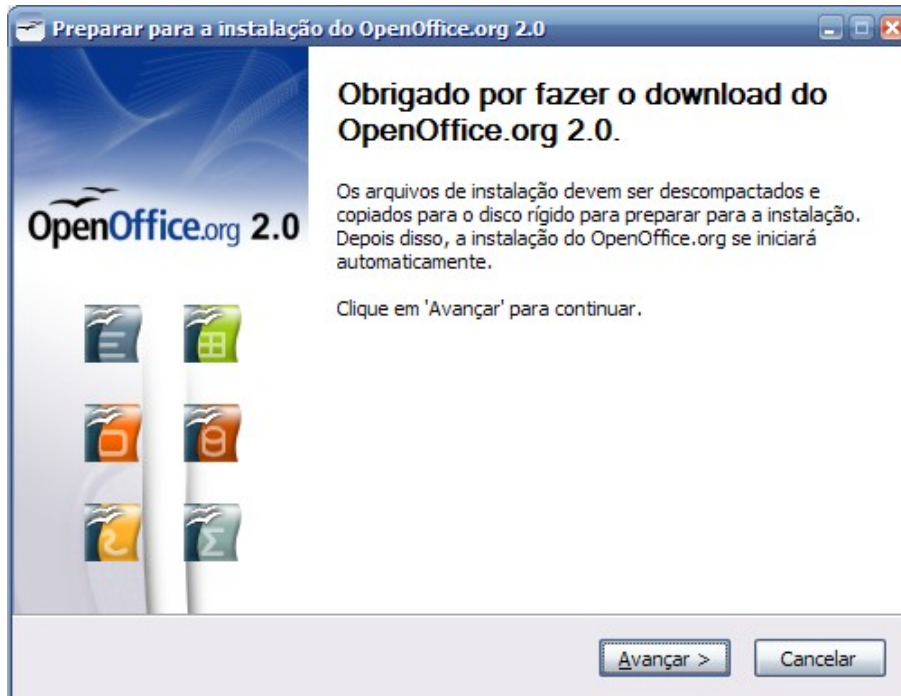 Preparar para a instalação do OpenOffice.org 2.0
Obrigado por fazer o download do
OpenOffice.org 2.0.
Os arquivos de instalação devem ser descompactados e
copiados para o disco rígido para preparar para a instalação.
Depois disso, a instalação do OpenOffice.org se iniciará
automaticamente.
Clique em 'Avançar' para continuar.
OpenOffice.org 2.0
Avançar >
Cancelar